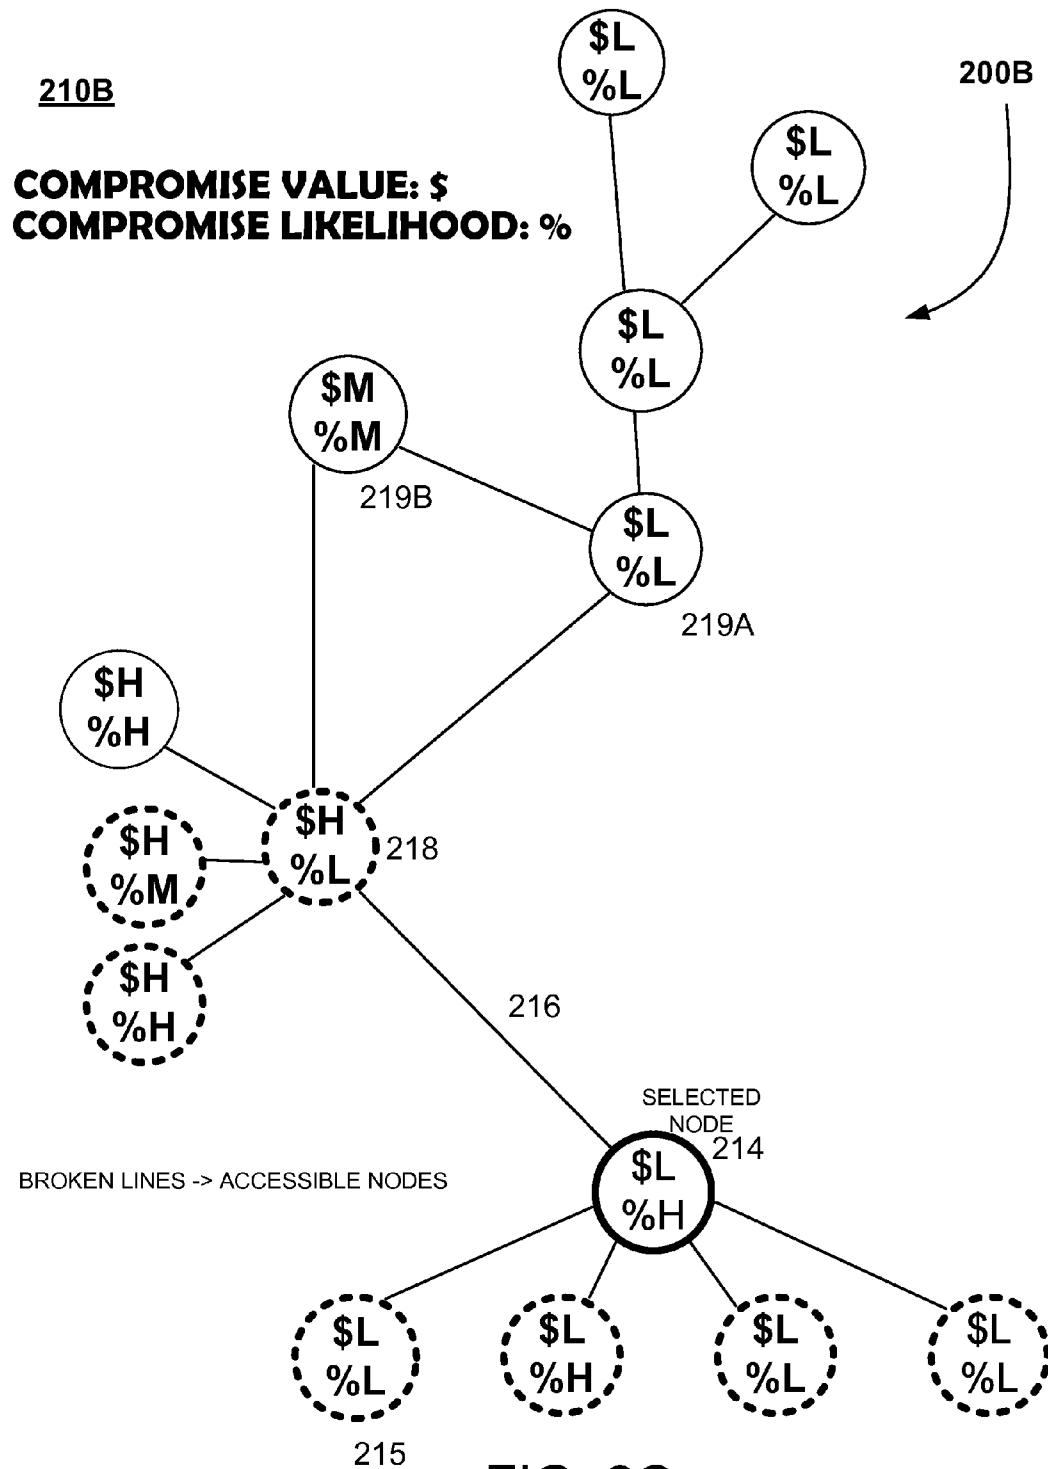 $L
%L
210B
200B
$L
%L
COMPROMISE VALUE: $
COMPROMISE LIKELIHOOD: %
$L
%L
$M
%M
219B
$L
%L
219A
$H
%H
$H
%L
218
$H
%M
$H
%H
216
SELECTED
NODE
214
$L
%H
BROKEN LINES -> ACCESSIBLE NODES
$L
%L
$L
%H
$L
%L
$L
%L
215